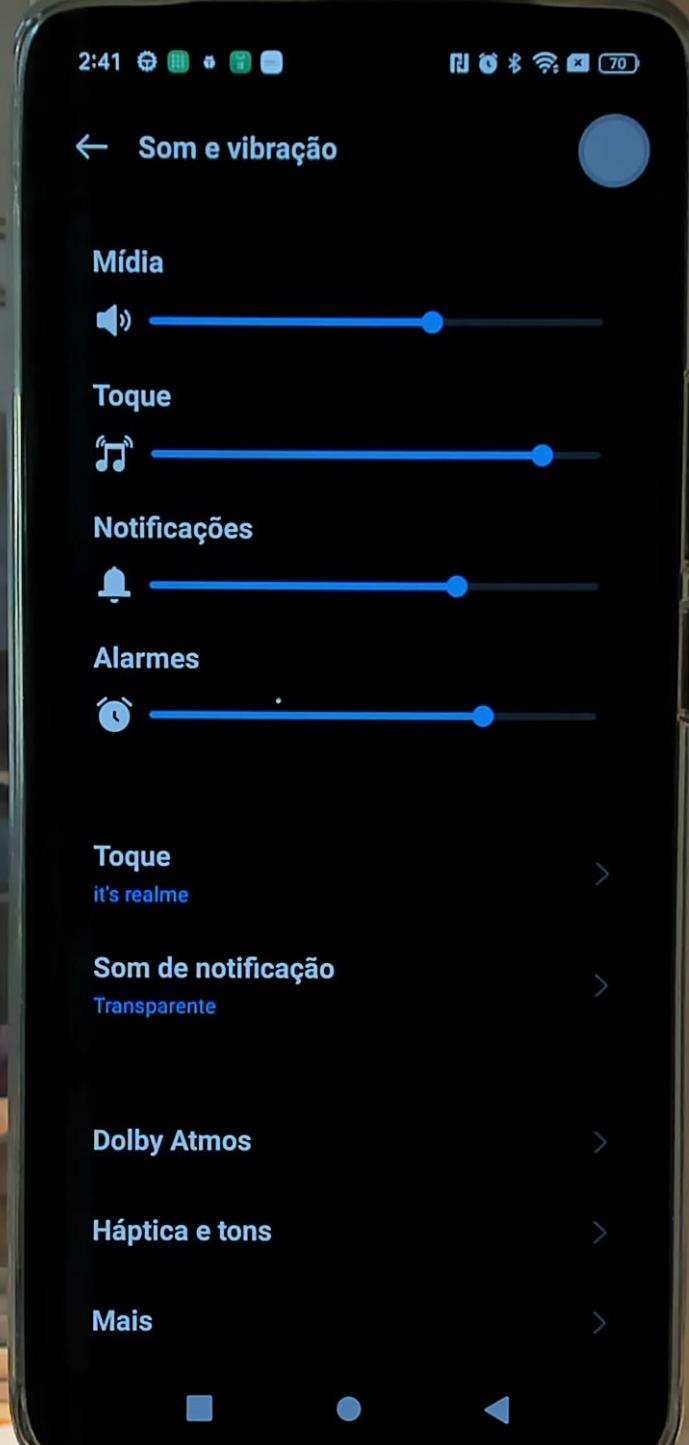 2:41
70
Som e vibração
Mídia
Toque
Notificações
Alarmes
Toque
it's realme
Som de notificação
Transparente
Dolby Atmos
Háptica e tons
Mais